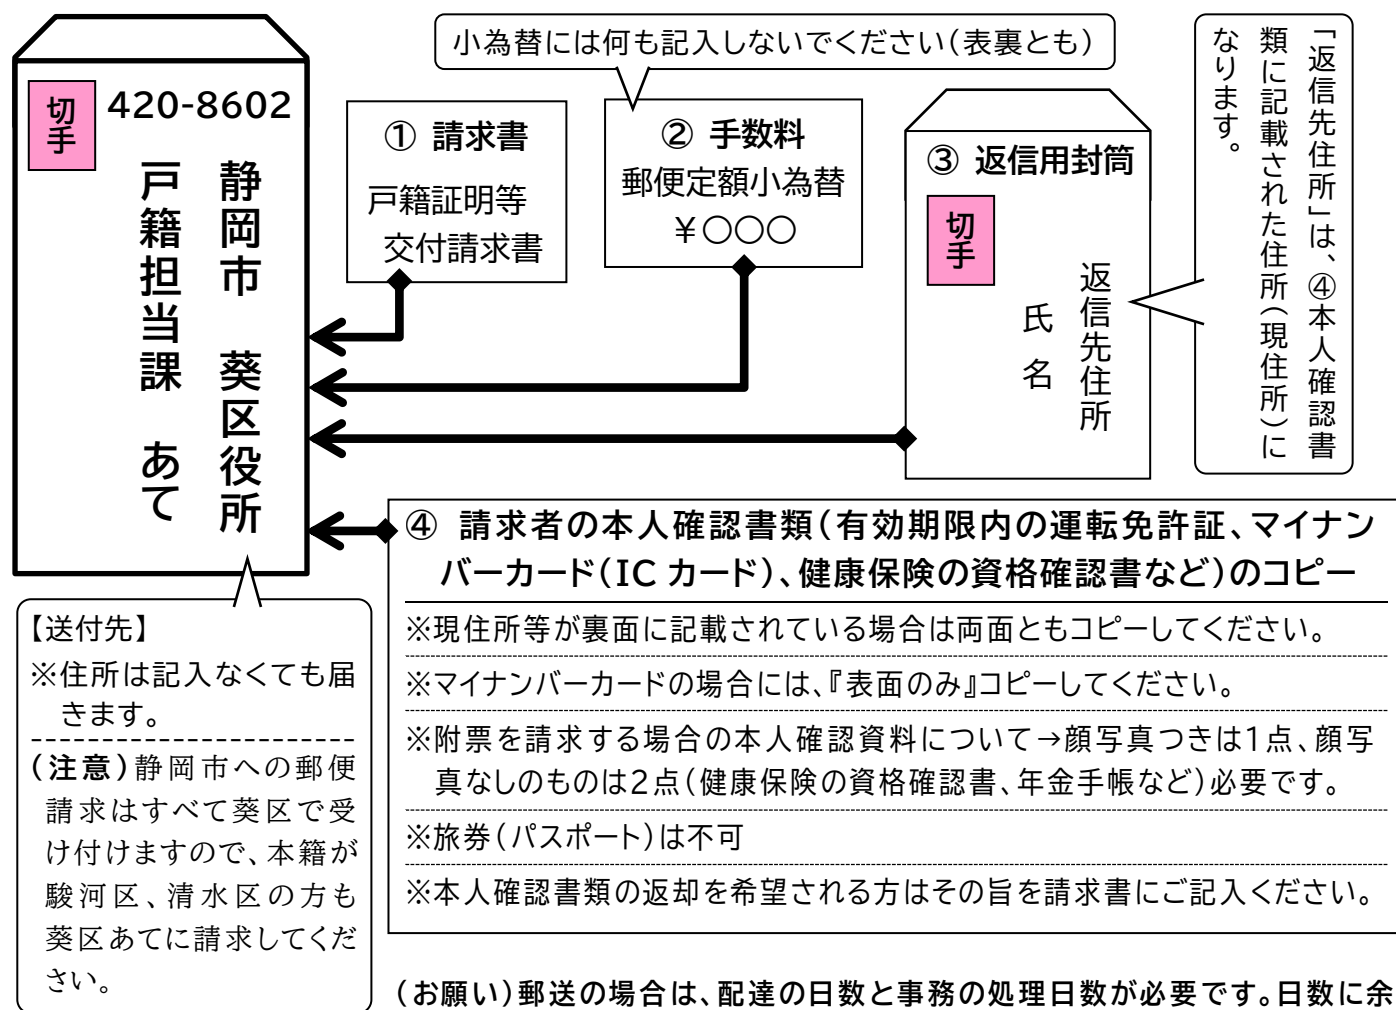 切手
420-8602
静岡市　葵区役所
戸籍担当課　あて
小為替には何も記入しないでください(表裏とも)
① 請求書
戸籍証明等
交付請求書
② 手数料
郵便定額小為替
￥○○○
③ 返信用封筒
切手
返信先住所
氏　名
「返信先住所」は、④本人確認書
類に記載された住所(現住所)に
なります。
④ 請求者の本人確認書類(有効期限内の運転免許証、マイナン
バーカード(IC カード)、健康保険の資格確認書など)のコピー
※現住所等が裏面に記載されている場合は両面ともコピーしてください。
※マイナンバーカードの場合には、『表面のみ』コピーしてください。
※附票を請求する場合の本人確認資料について→顔写真つきは1点、顔写
真なしのものは2点(健康保険の資格確認書、年金手帳など)必要です。
※旅券(パスポート)は不可
※本人確認書類の返却を希望される方はその旨を請求書にご記入ください。
【送付先】
※住所は記入なくても届
きます。
(注意)静岡市への郵便
請求はすべて葵区で受
け付けますので、本籍が
駿河区、清水区の方も
葵区あてに請求してくだ
さい。
(お願い)郵送の場合は、配達の日数と事務の処理日数が必要です。日数に余